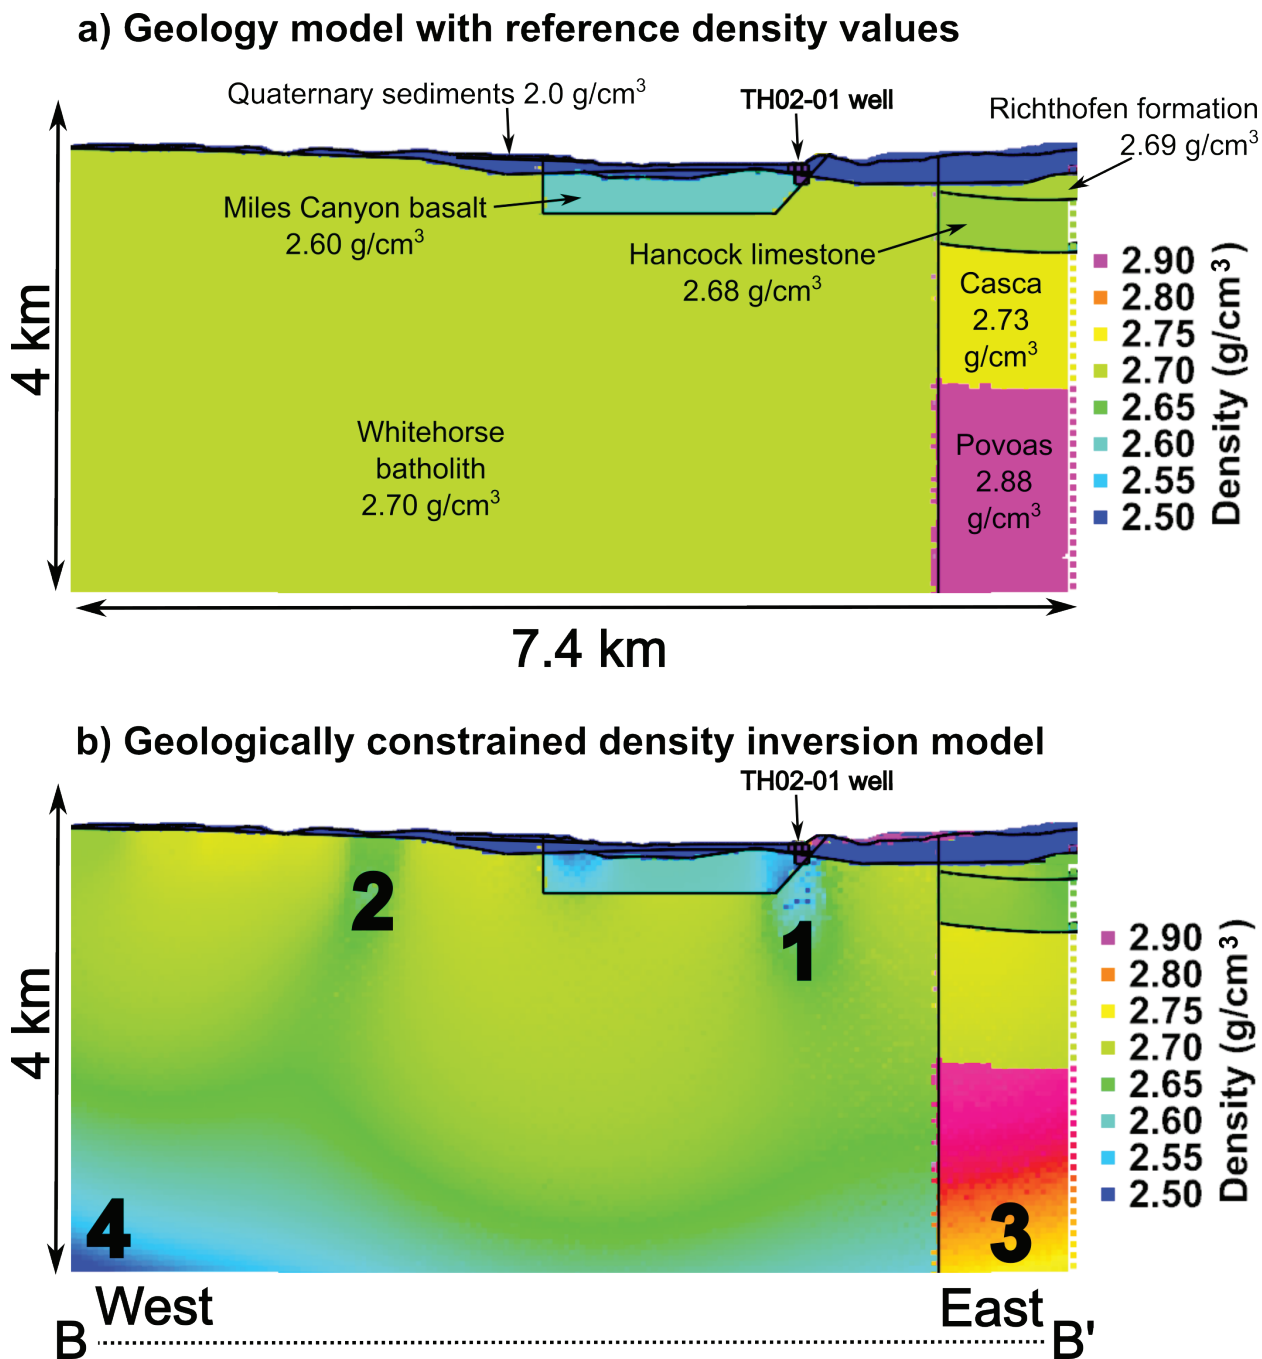 a) Geology model with reference density values
Quaternary sediments 2.0 g/cm³
TH02-01 well
Richthofen formation
2.69 g/cm³
Miles Canyon basalt
2.60 g/cm³
Hancock limestone
2.68 g/cm³
Casca
2.73
g/cm³
Whitehorse
batholith
2.70 g/cm³
Povoas
2.88
g/cm³
4 km
7.4 km
2.90
2.80
2.75
2.70
2.65
2.60
2.55
2.50
Density (g/cm³)
b) Geologically constrained density inversion model
TH02-01 well
2
1
3
4
4 km
2.90
2.80
2.75
2.70
2.65
2.60
2.55
2.50
Density (g/cm³)
West
East
B
B'